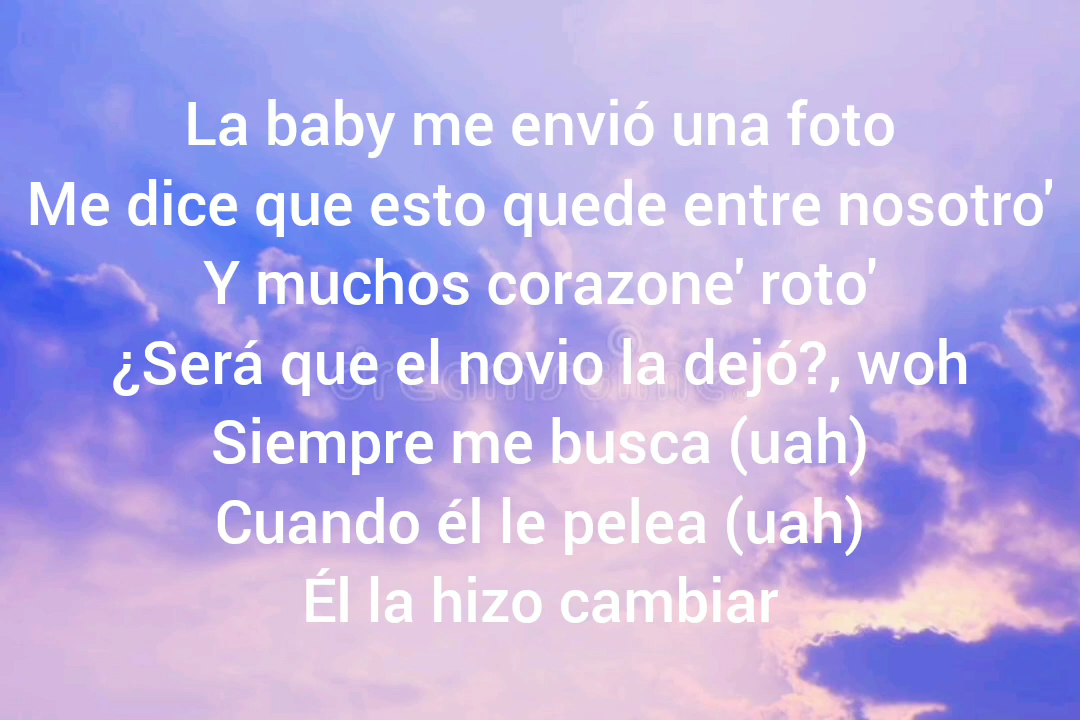 La baby me envió una foto
Me dice que esto quede entre nosotro'
Y muchos corazone' roto'
¿Será que el novio la dejó?, woh
Siempre me busca (uah)
Cuando él le pelea (uah)
Él la hizo cambiar